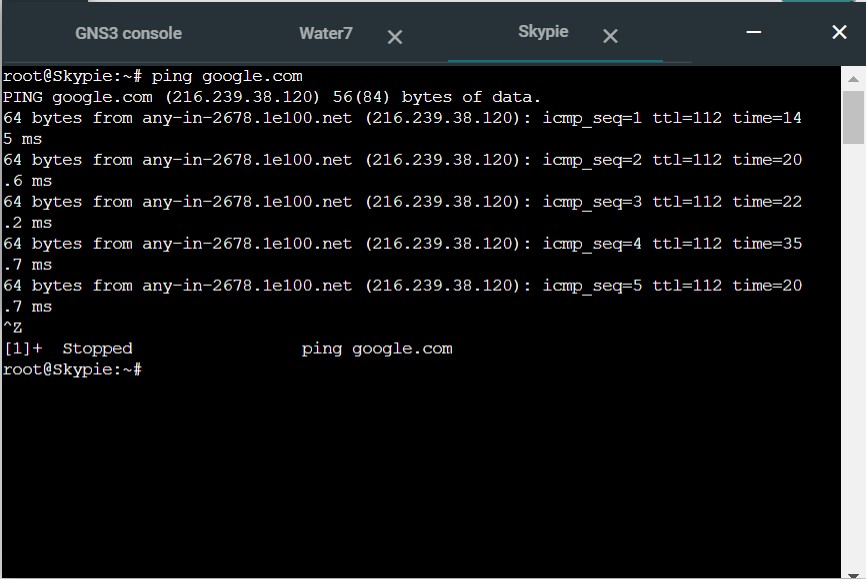 GNS3 console Water7 Skypie
root@Skypie:~# ping google.com
PING google.com (216.239.38.120) 56(84) bytes of data.
64 bytes from any-in-2678.1e100.net (216.239.38.120): icmp_seq=1 ttl=112 time=14
5 ms
64 bytes from any-in-2678.1e100.net (216.239.38.120): icmp_seq=2 ttl=112 time=20
.6 ms
64 bytes from any-in-2678.1e100.net (216.239.38.120): icmp_seq=3 ttl=112 time=22
.2 ms
64 bytes from any-in-2678.1e100.net (216.239.38.120): icmp_seq=4 ttl=112 time=35
.7 ms
64 bytes from any-in-2678.1e100.net (216.239.38.120): icmp_seq=5 ttl=112 time=20
.7 ms
^Z
[1]+  Stopped                 ping google.com
root@Skypie:~#